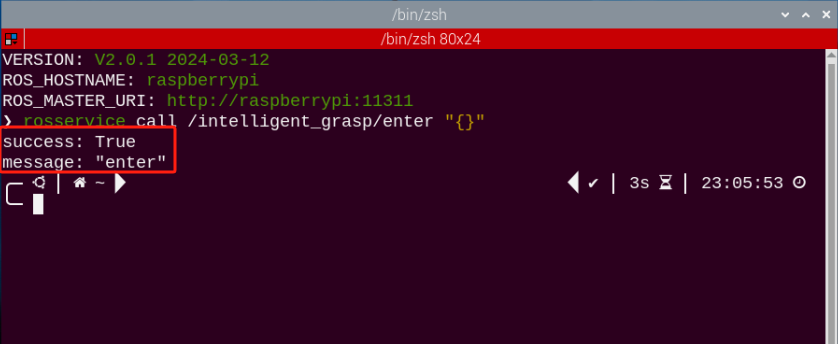 /bin/zsh
/bin/zsh 80x24
VERSION: V2.0.1 2024-03-12
ROS_HOSTNAME: raspberrypi
ROS_MASTER_URI: http://raspberrypi:11311
❯ rosservice call /intelligent_grasp/enter "{}"
success: True
message: "enter"
~ ✔ | 3s | 23:05:53